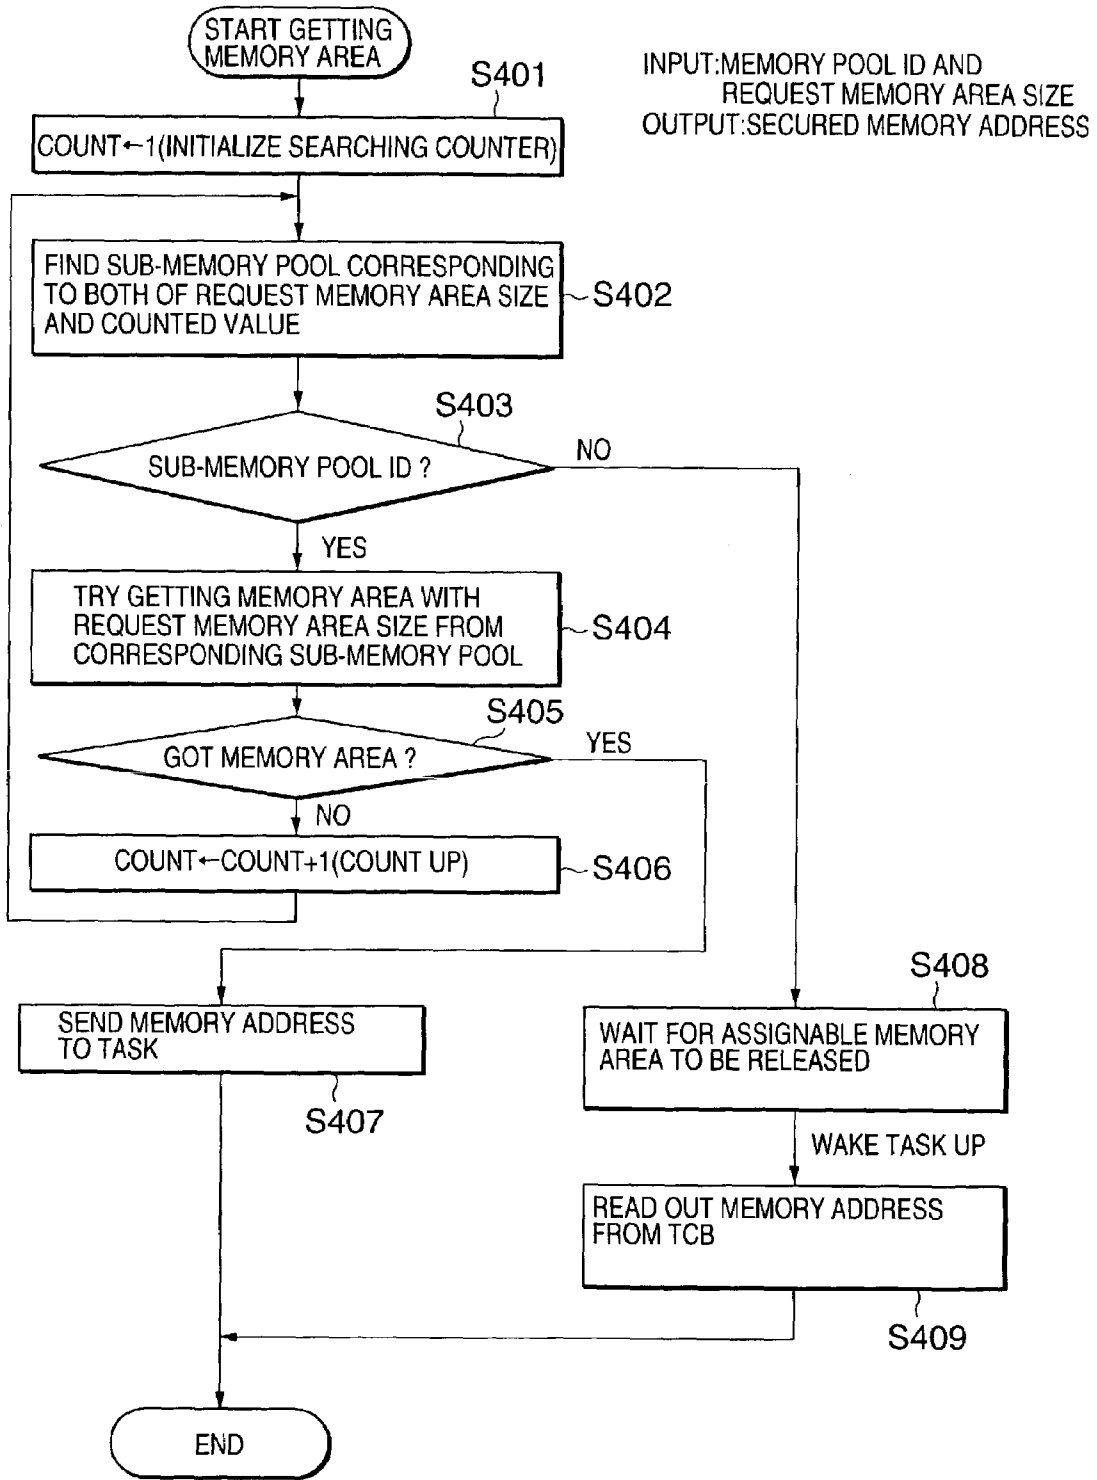 START GETTING
MEMORY AREA
INPUT:MEMORY POOL ID AND
REQUEST MEMORY AREA SIZE
OUTPUT:SECURED MEMORY ADDRESS
S401
COUNT←1(INITIALIZE SEARCHING COUNTER)
FIND SUB-MEMORY POOL CORRESPONDING
TO BOTH OF REQUEST MEMORY AREA SIZE
AND COUNTED VALUE
S402
S403
SUB-MEMORY POOL ID ?
NO
YES
TRY GETTING MEMORY AREA WITH
REQUEST MEMORY AREA SIZE FROM
CORRESPONDING SUB-MEMORY POOL
S404
S405
GOT MEMORY AREA ?
YES
NO
COUNT←COUNT+1(COUNT UP)
S406
SEND MEMORY ADDRESS
TO TASK
S407
S408
WAIT FOR ASSIGNABLE MEMORY
AREA TO BE RELEASED
WAKE TASK UP
READ OUT MEMORY ADDRESS
FROM TCB
S409
END